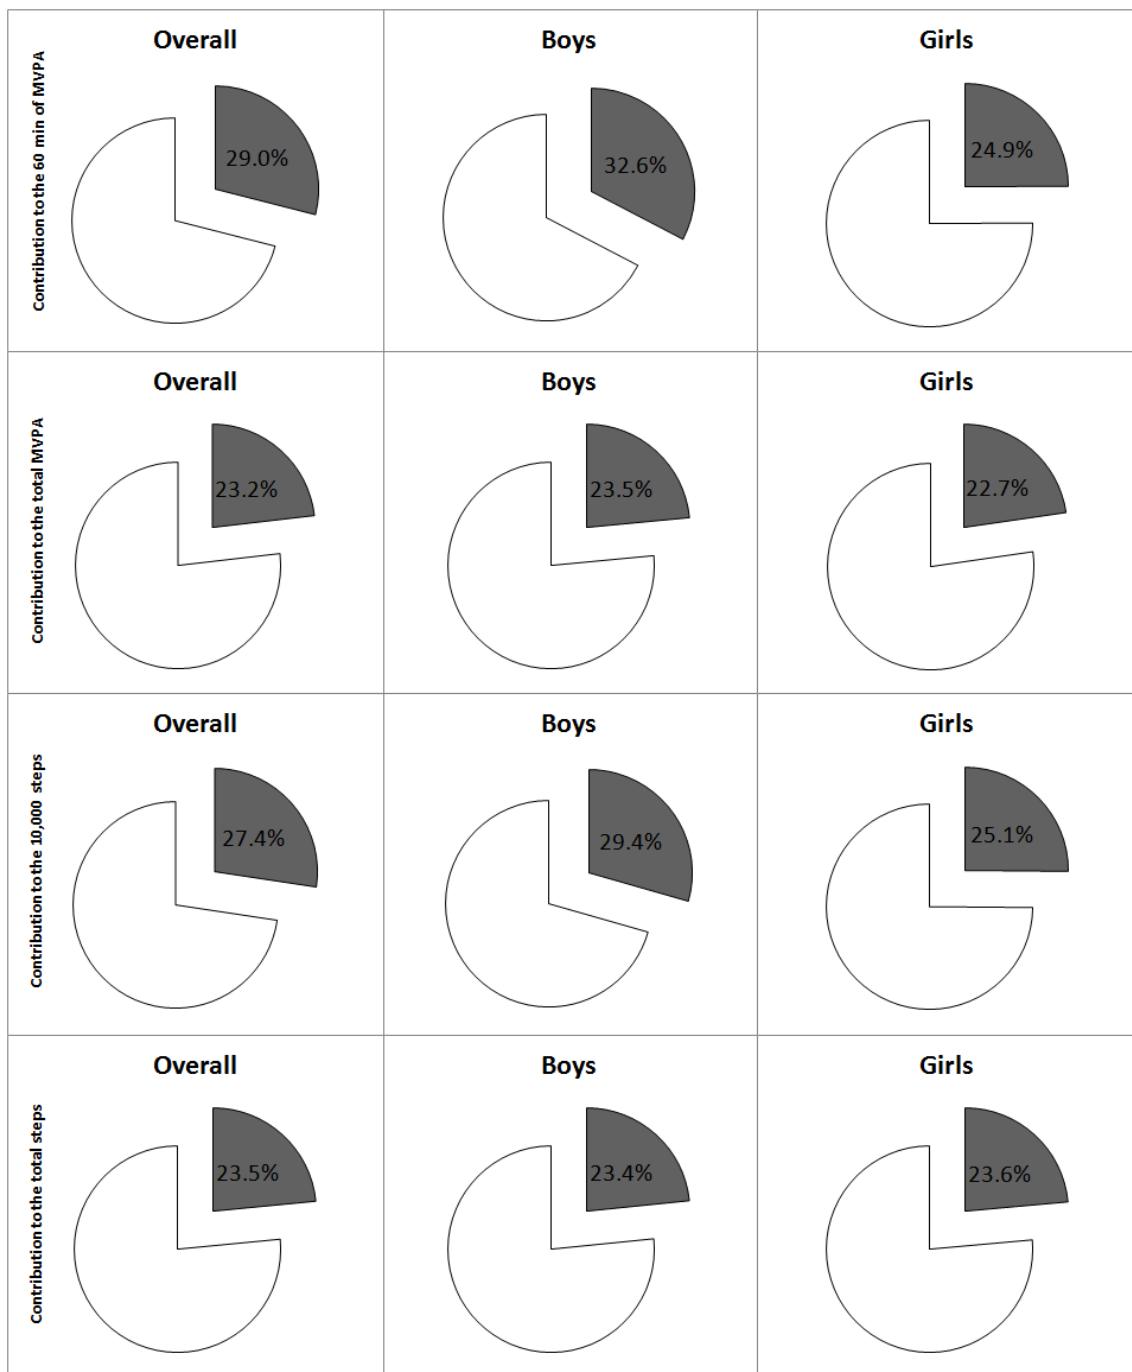 Contribution to the 60 min of MVPA
Overall
29.0%
Boys
32.6%
Girls
24.9%
Contribution to the total MVPA
Overall
23.2%
Boys
23.5%
Girls
22.7%
Contribution to the 10,000 steps
Overall
27.4%
Boys
29.4%
Girls
25.1%
Contribution to the total steps
Overall
23.5%
Boys
23.4%
Girls
23.6%